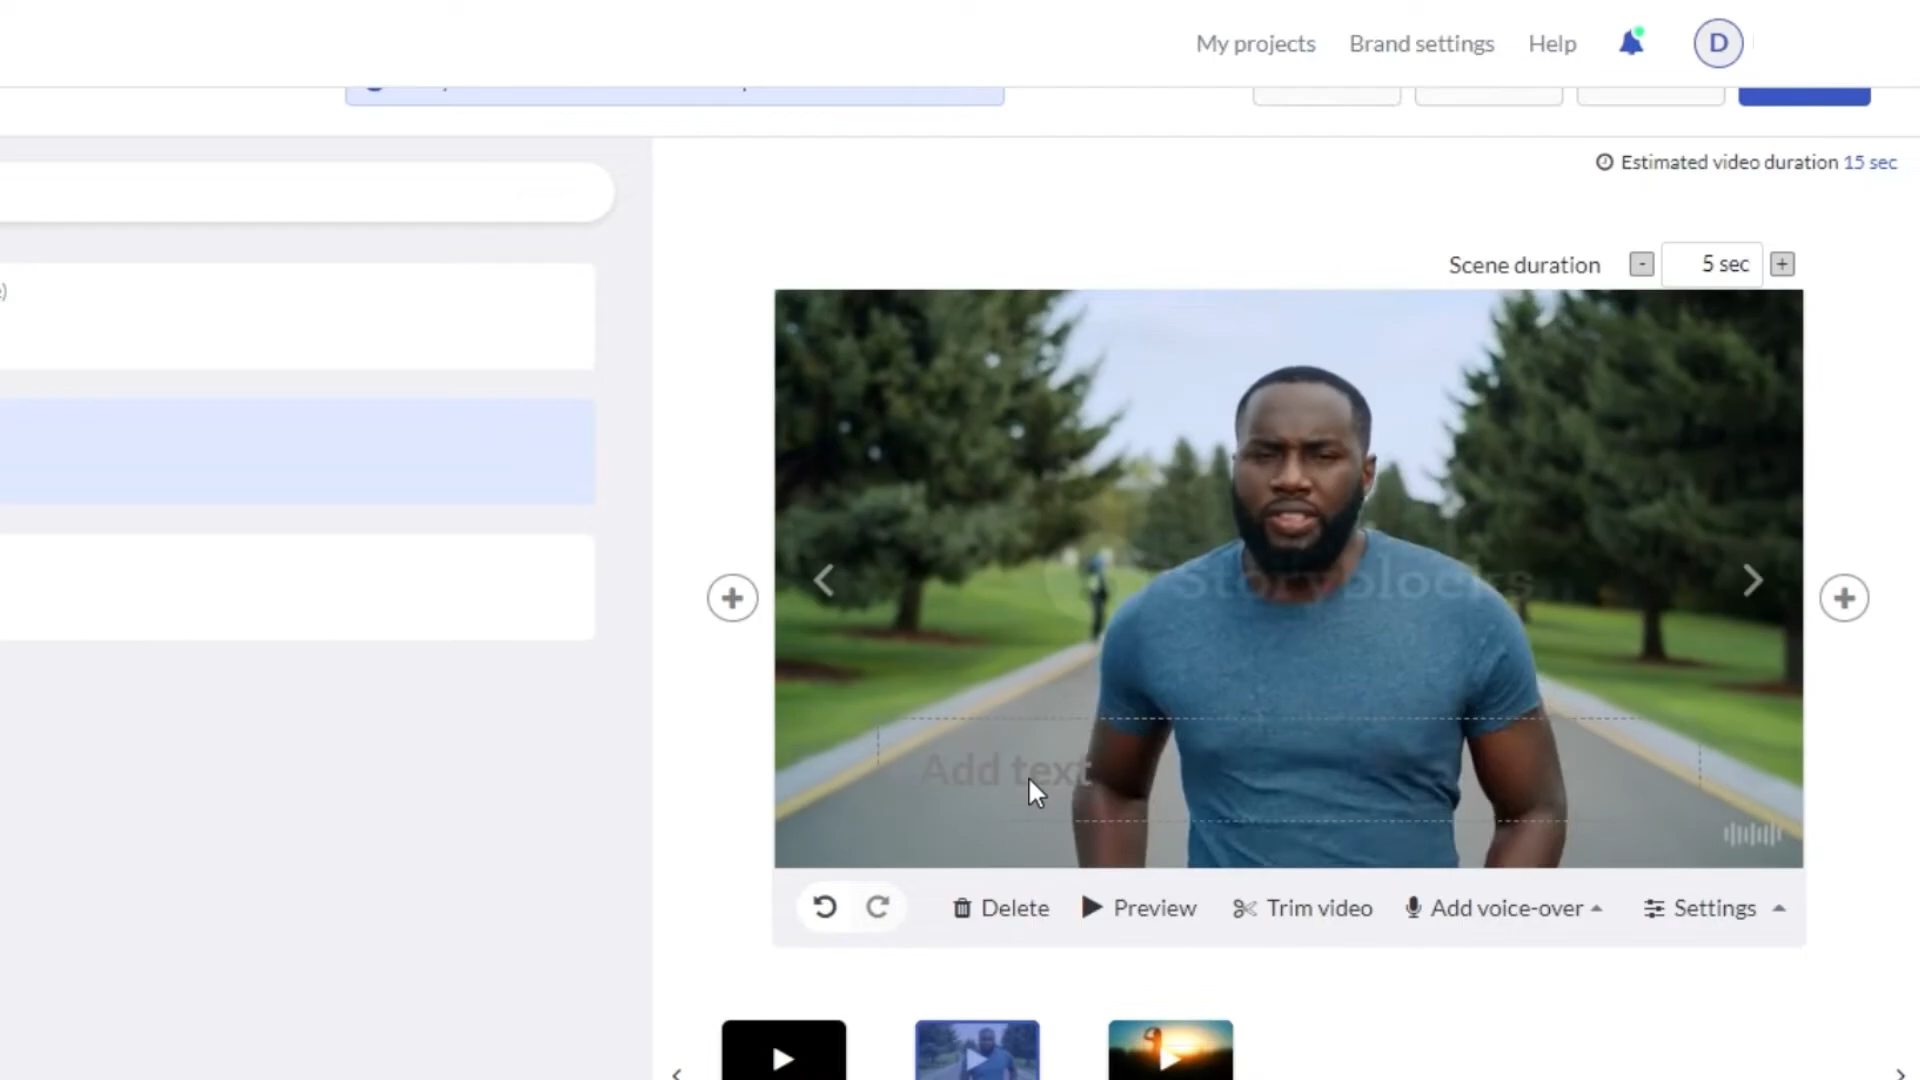 My projects Brand settings Help D
Estimated video duration 15 sec
Scene duration - 5 sec +
)
Storyblocks
Add text
Delete Preview Trim video Add voice-over Settings